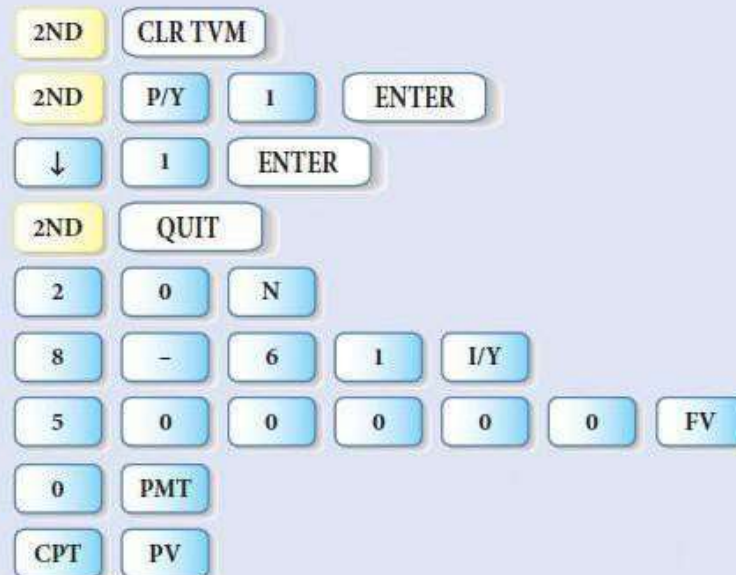 2ND CLR TVM
2ND P/Y 1 ENTER
↓ 1 ENTER
2ND QUIT
2 0 N
8 - 6 1 I/Y
5 0 0 0 0 0 FV
0 PMT
CPT PV